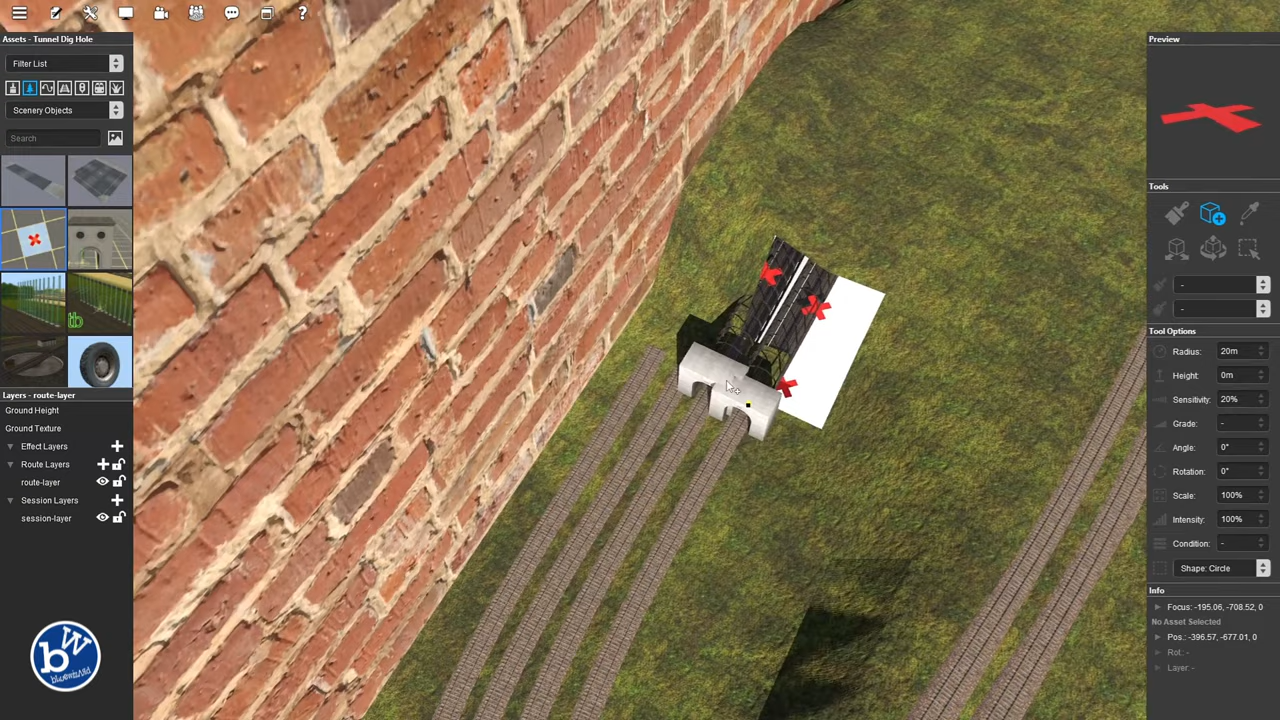 Assets - Tunnel Dig Hole
Filter List
Scenery Objects
Search
tb
Layers - route-layer
Ground Height
Ground Texture
Effect Layers
Route Layers
route-layer
Session Layers
session-layer
bw
Preview
Tools
-
-
Tool Options
Radius: 20m
Height: 0m
Sensitivity: 20%
Grade: -
Angle: 0°
Rotation: 0°
Scale: 100%
Intensity: 100%
Condition: -
Shape: Circle
Info
Focus: -195.06, -708.52, 0
No Asset Selected
Pos.: -396.57, -677.01, 0
Rot.: -
Layer: -